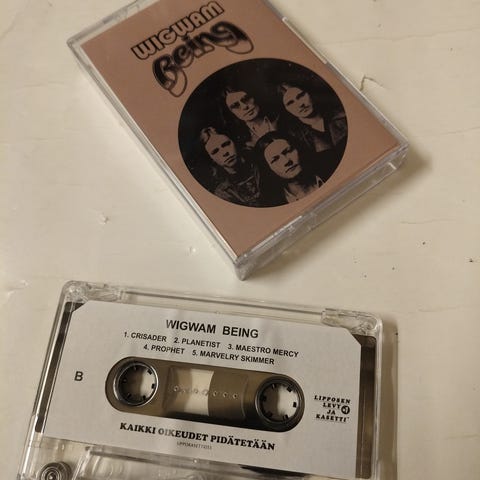 WIGWAM
Being
WIGWAM BEING
1. CRISADER 2. PLANETIST 3. MAESTRO MERCY
4. PROPHET 5. MARVELRY SKIMMER
B
LIPPOSEN
LEVY
JA
KASETTI
KAIKKI OIKEUDET PIDÄTETÄÄN